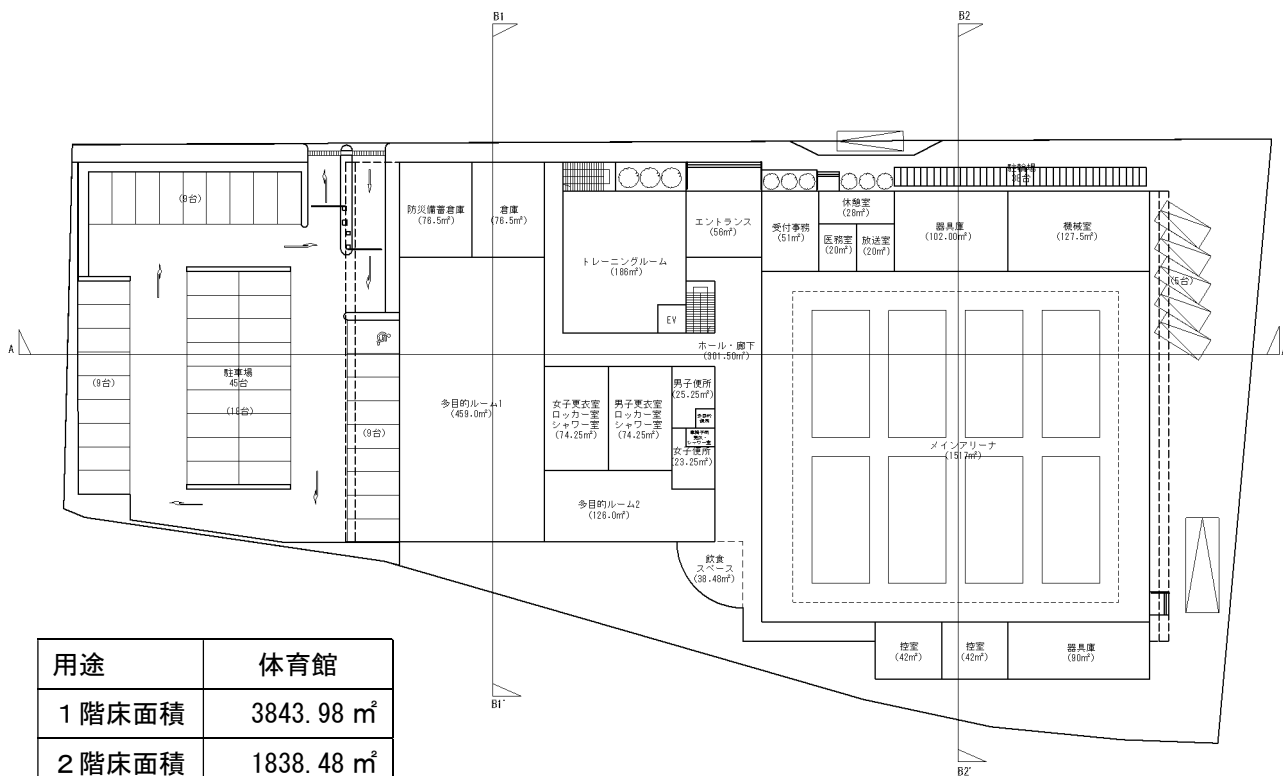 B1
B2
駐輪場
38台
(9台)
防災備蓄倉庫
(76.5㎡)
倉庫
(76.5㎡)
エントランス
(56㎡)
受付事務
(51㎡)
休憩室
(28㎡)
医務室
(20㎡)
放送室
(20㎡)
器具庫
(102.00㎡)
機械室
(127.5㎡)
トレーニングルーム
(186㎡)
(5台)
EV
A
ホール・廊下
(301.50㎡)
駐車場
45台
(18台)
(9台)
(9台)
多目的ルーム1
(459.0㎡)
女子更衣室
ロッカー室
シャワー室
(74.25㎡)
男子更衣室
ロッカー室
シャワー室
(74.25㎡)
男子便所
(25.25㎡)
女子便所
(23.25㎡)
メインアリーナ
(1517㎡)
多目的ルーム2
(126.0㎡)
飲食
スペース
(38.48㎡)
控室
(42㎡)
控室
(42㎡)
器具庫
(90㎡)
B1'
B2'
用途 体育館
1階床面積 3843.98 ㎡
2階床面積 1838.48 ㎡